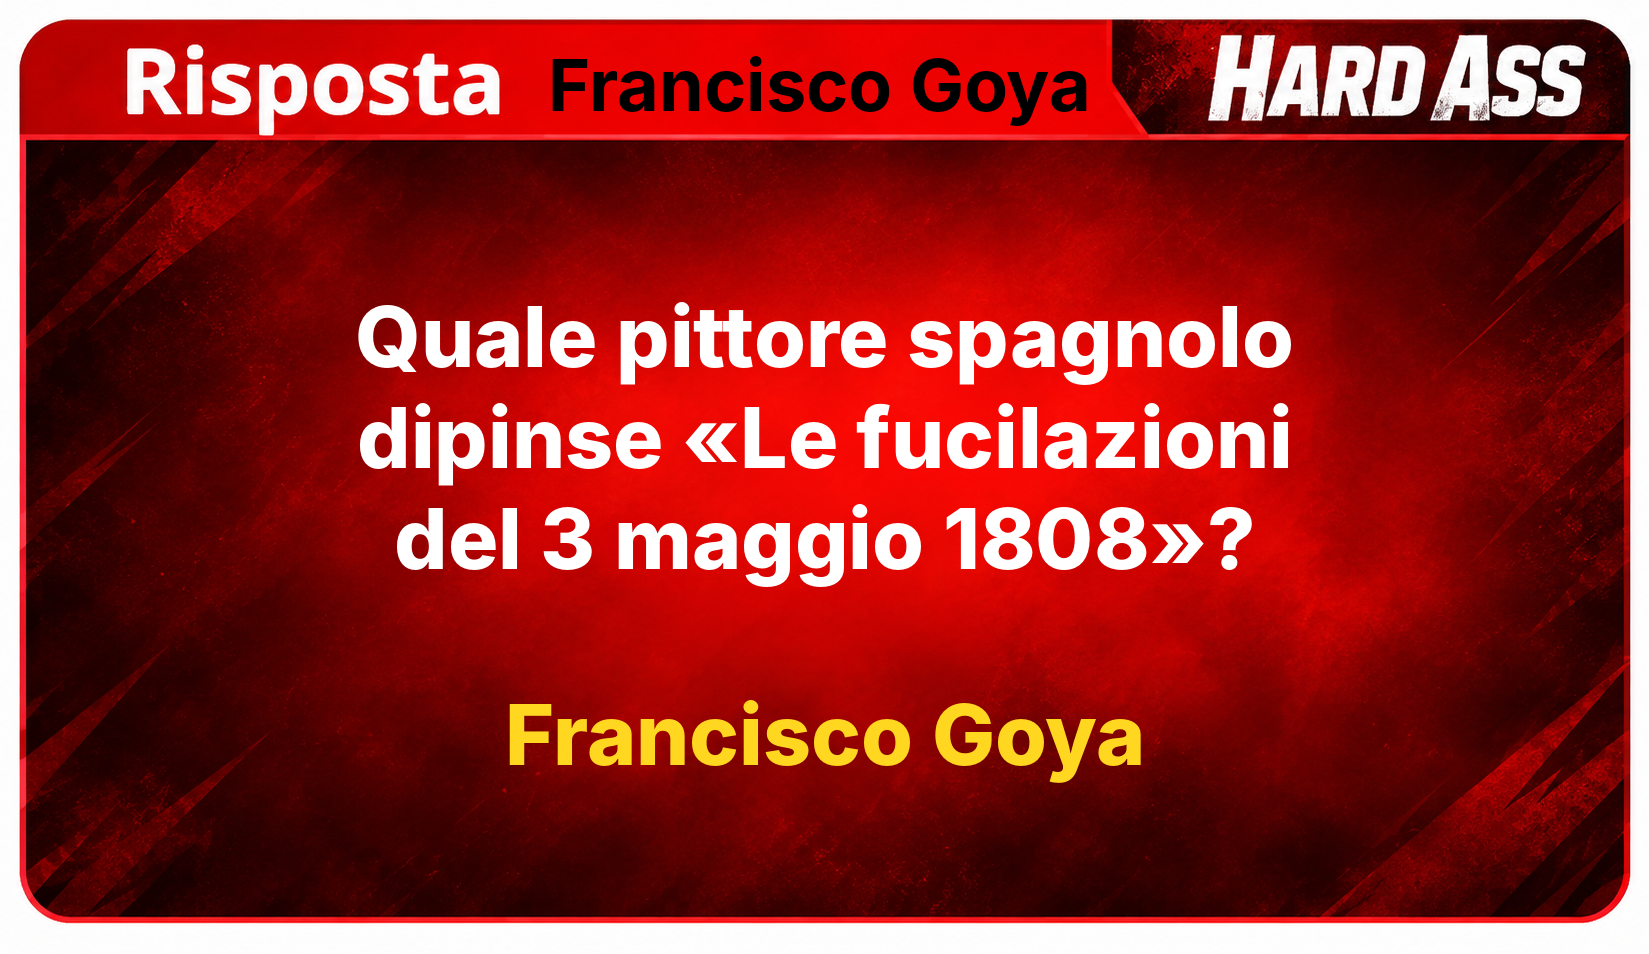 Risposta Francisco Goya HARD ASS
Quale pittore spagnolo
dipinse «Le fucilazioni
del 3 maggio 1808»?
Francisco Goya